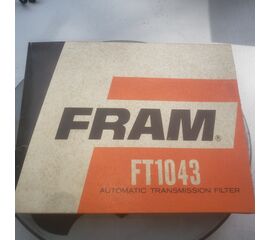 FRAM®
FT1043
AUTOMATIC TRANSMISSION FILTER